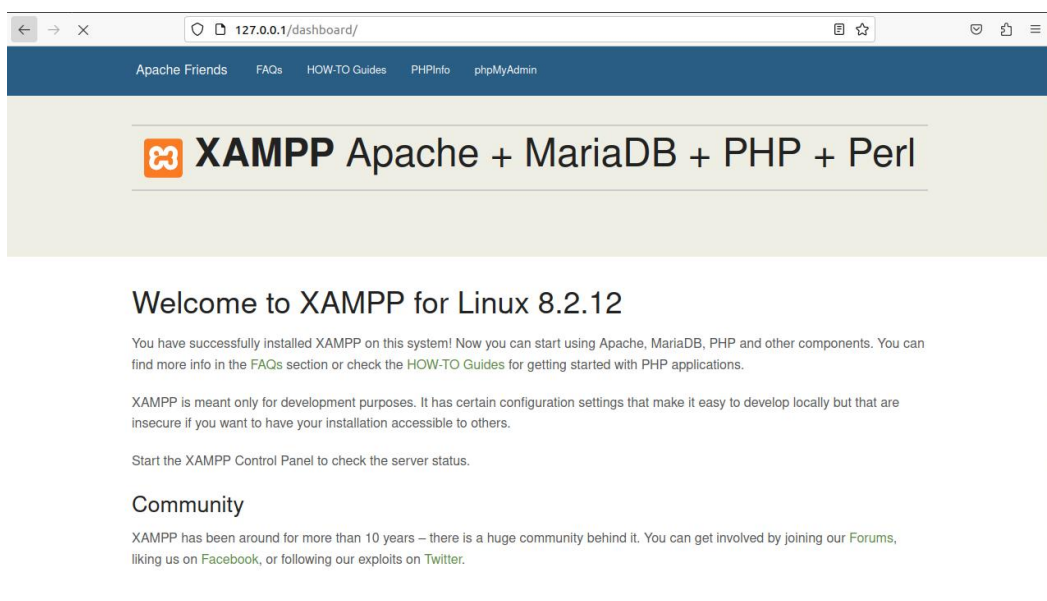 127.0.0.1/dashboard/
Apache Friends FAQs HOW-TO Guides PHPInfo phpMyAdmin
XAMPP Apache + MariaDB + PHP + Perl
Welcome to XAMPP for Linux 8.2.12
You have successfully installed XAMPP on this system! Now you can start using Apache, MariaDB, PHP and other components. You can
find more info in the FAQs section or check the HOW-TO Guides for getting started with PHP applications.
XAMPP is meant only for development purposes. It has certain configuration settings that make it easy to develop locally but that are
insecure if you want to have your installation accessible to others.
Start the XAMPP Control Panel to check the server status.
Community
XAMPP has been around for more than 10 years – there is a huge community behind it. You can get involved by joining our Forums,
liking us on Facebook, or following our exploits on Twitter.